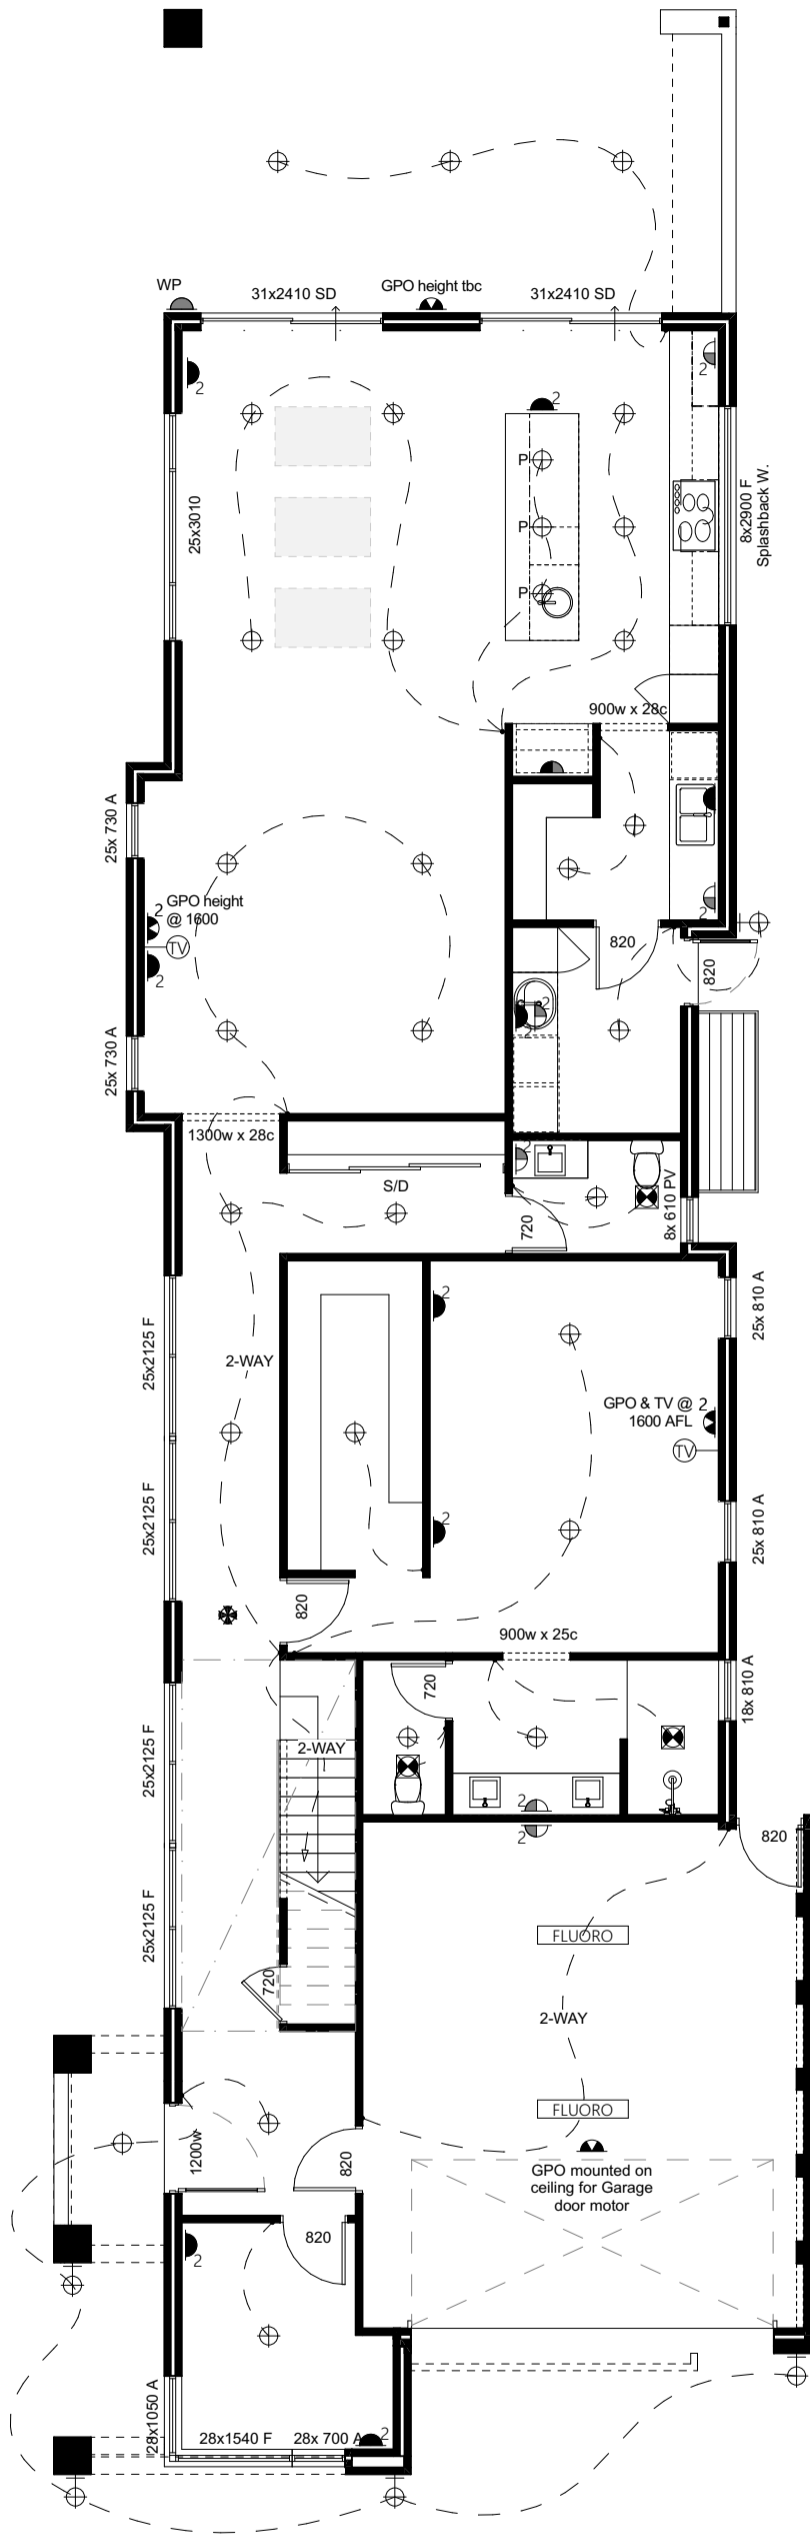 WP
31x2410 SD
GPO height tbc
31x2410 SD
2
2
2
25x3010
P
P
P
8x2900 F
Splashback W.
900w x 28c
25x 730 A
2
GPO height
@ 1600
TV
2
2
820
820
2
2
25x 730 A
1300w x 28c
S/D
2
720
8x 610 PV
2
25x 810 A
25x2125 F
2-WAY
GPO & TV @
1600 AFL
2
TV
25x2125 F
2
25x 810 A
820
900w x 25c
720
18x 810 A
25x2125 F
2-WAY
2
2
820
25x2125 F
FLUORO
720
2-WAY
FLUORO
1200w
820
GPO mounted on
ceiling for Garage
door motor
820
2
28x1050 A
28x1540 F
28x 700 A
2